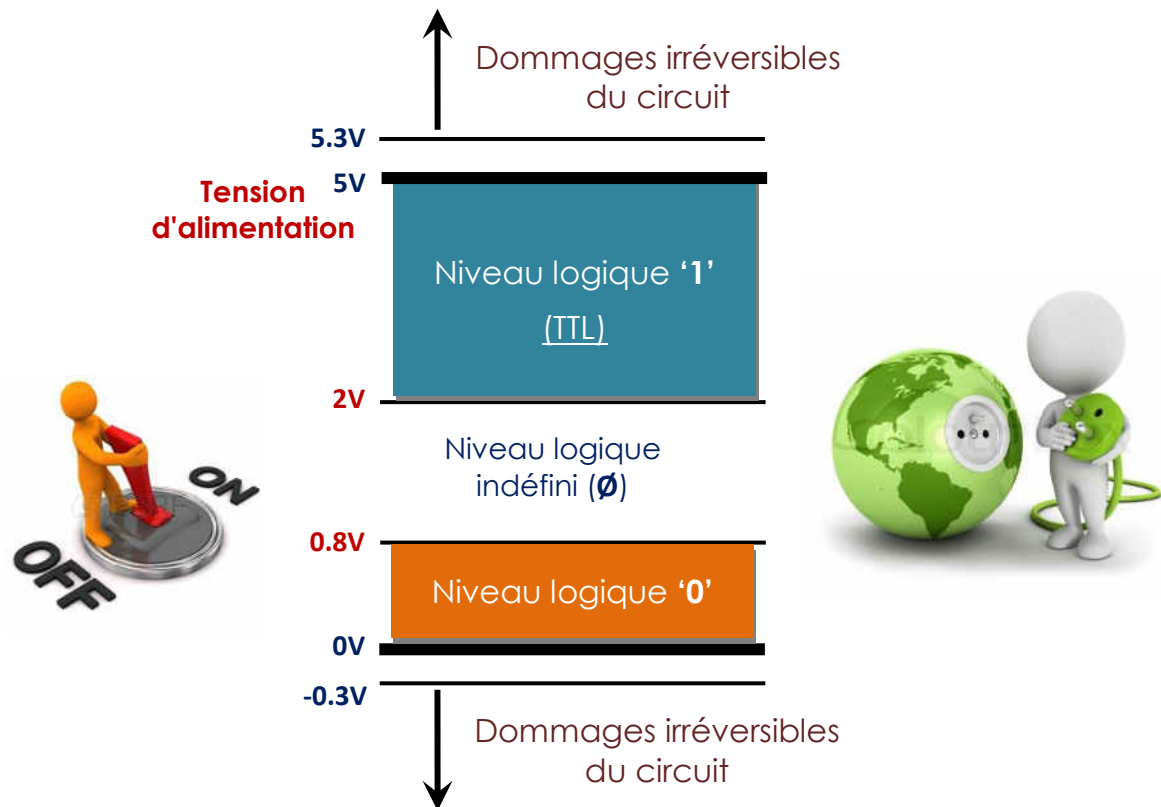 Dommages irréversibles
du circuit
5.3V
5V
Tension
d'alimentation
Niveau logique ‘1’
(TTL)
2V
Niveau logique
indéfini (Ø)
ON
OFF
0.8V
Niveau logique ‘0’
0V
-0.3V
Dommages irréversibles
du circuit